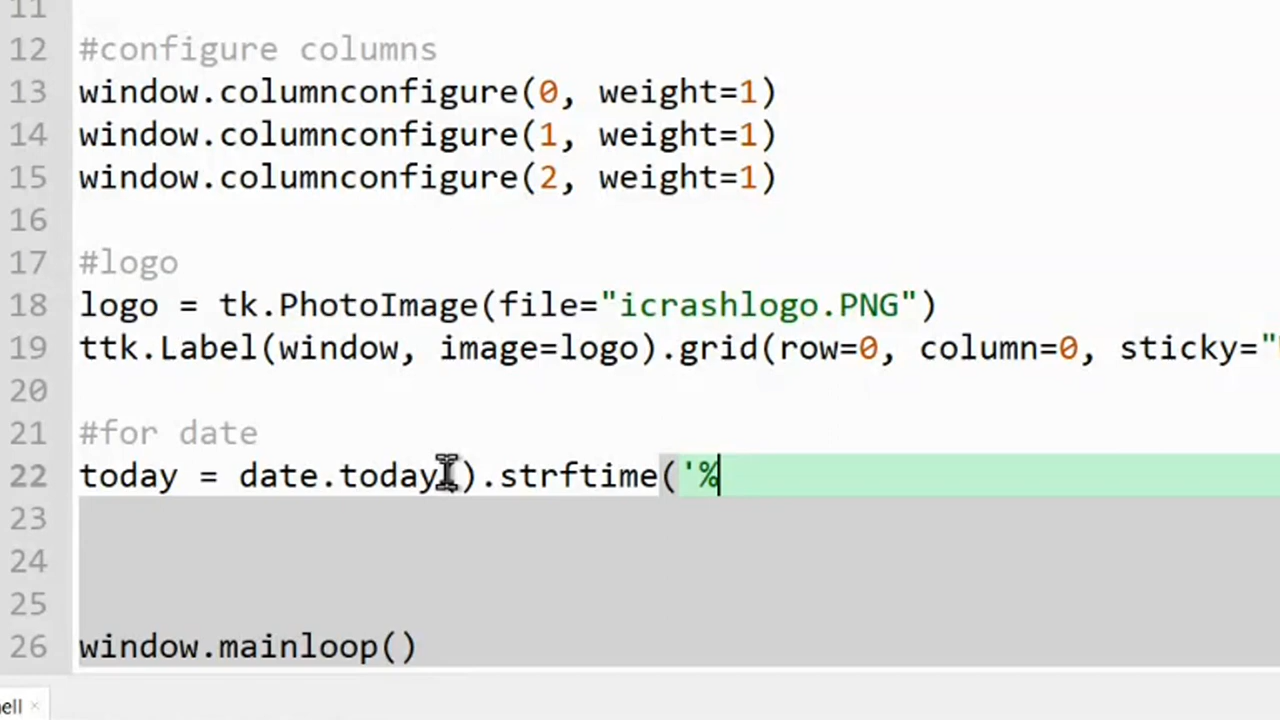 11
12 #configure columns
13 window.columnconfigure(0, weight=1)
14 window.columnconfigure(1, weight=1)
15 window.columnconfigure(2, weight=1)
16
17 #logo
18 logo = tk.PhotoImage(file="icrashlogo.PNG")
19 ttk.Label(window, image=logo).grid(row=0, column=0, sticky="
20
21 #for date
22 today = date.today().strftime('%
23
24
25
26 window.mainloop()
ell ×